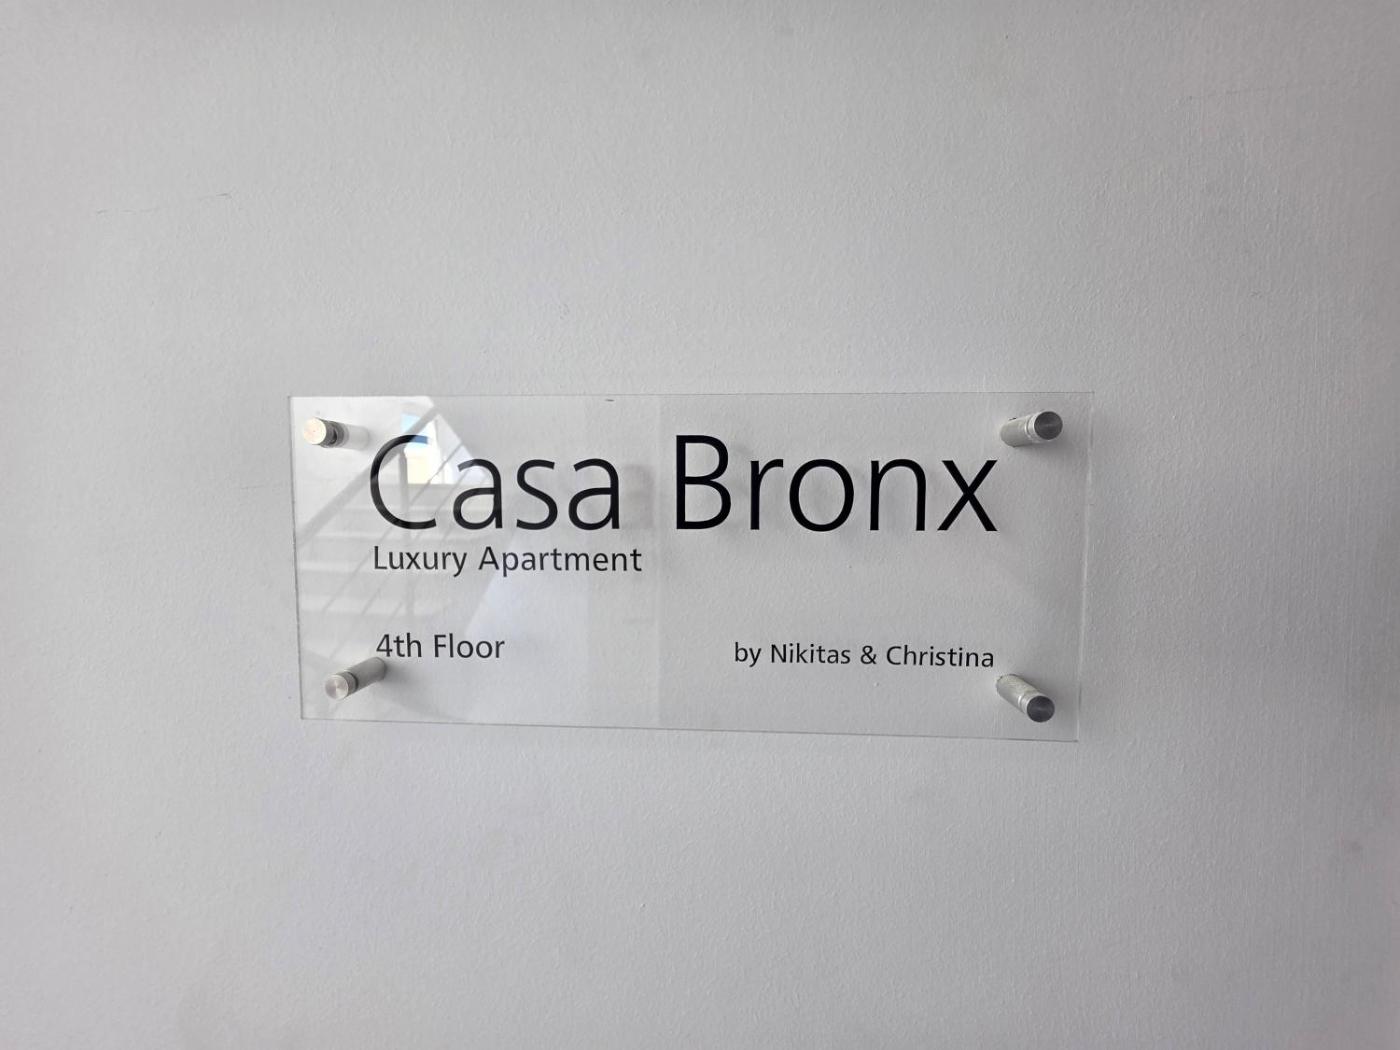 Casa Bronx
Luxury Apartment
4th Floor
by Nikitas & Christina